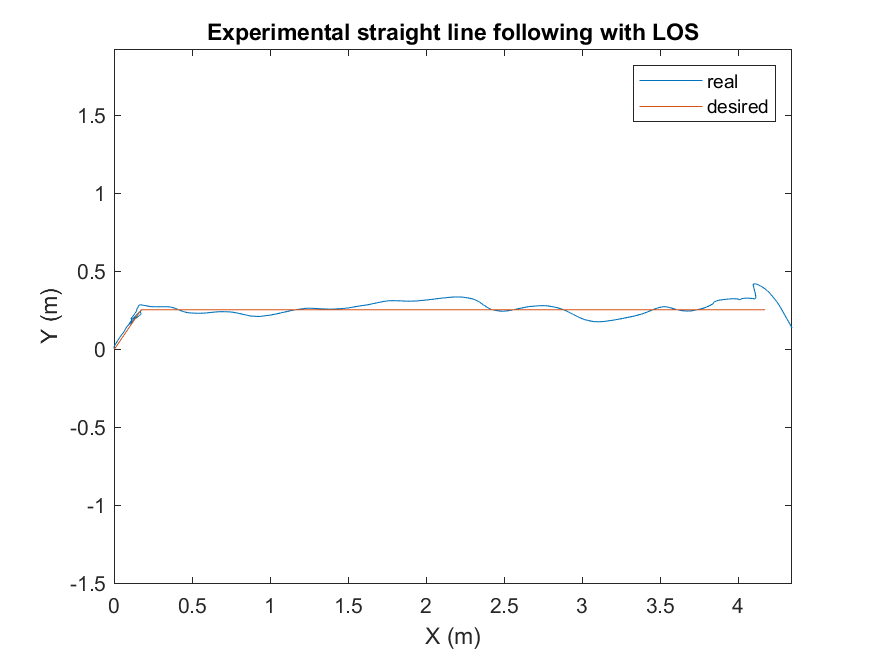 Experimental straight line following with LOS
real
desired
1.5
1
0.5
0
-0.5
-1
-1.5
Y (m)
0 0.5 1 1.5 2 2.5 3 3.5 4
X (m)